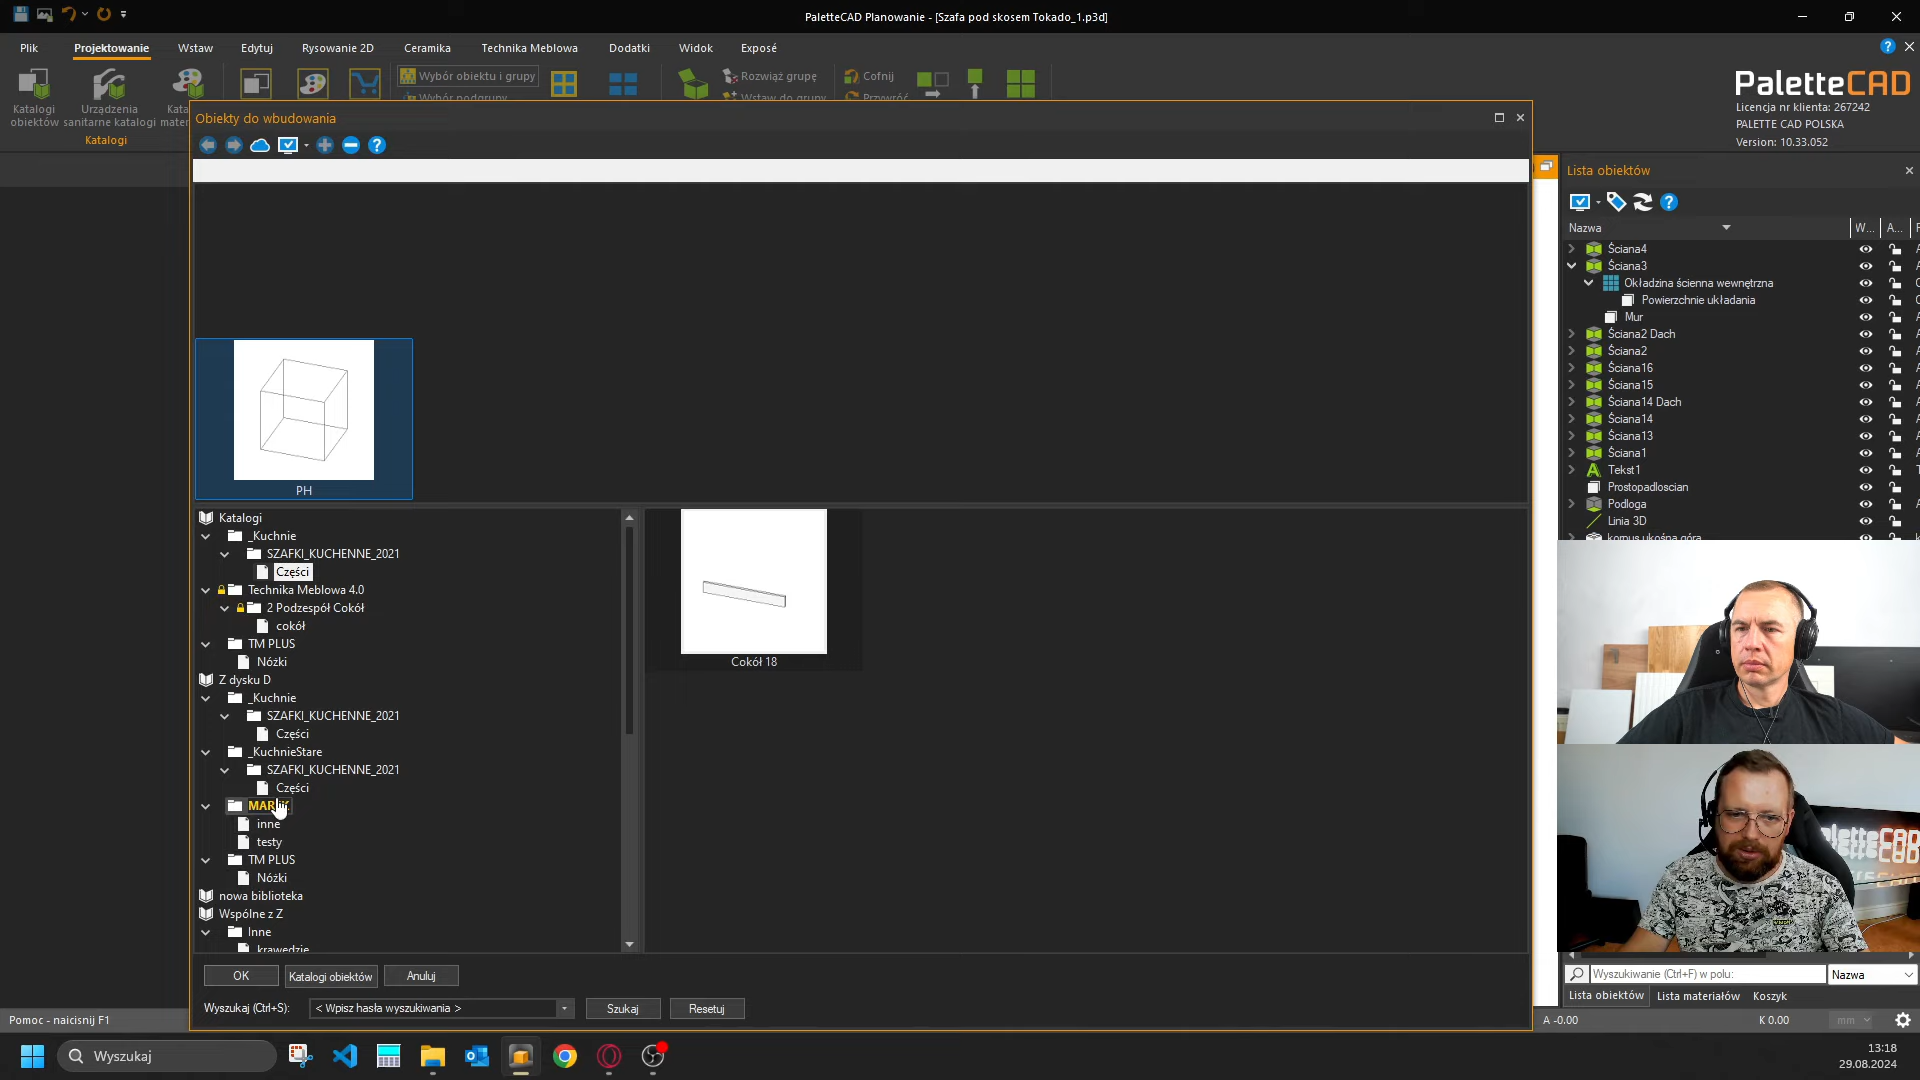 PaletteCAD Planowanie - [Szafa pod skosem Tokado_1.p3d]
Plik
Projektowanie
Wstaw
Edytuj
Rysowanie 2D
Ceramika
Technika Meblowa
Dodatki
Widok
Exposé
Wybór obiektu i grupy
Rozwiąż grupę
Cofnij
Katalogi
obiektów
Urządzenia
sanitarne katalogi
Katalogi
PaletteCAD
Licencja nr klienta: 267242
PALETTE CAD POLSKA
Version: 10.33.052
Obiekty do wbudowania
PH
Katalogi
_Kuchnie
SZAFKI_KUCHENNE_2021
Części
Technika Meblowa 4.0
2 Podzespół Cokół
cokół
TM PLUS
Nóżki
Z dysku D
_Kuchnie
SZAFKI_KUCHENNE_2021
Części
_KuchnieStare
SZAFKI_KUCHENNE_2021
Części
inne
testy
TM PLUS
Nóżki
nowa biblioteka
Wspólne z Z
Inne
krawędzie
Cokół 18
OK
Katalogi obiektów
Anuluj
Wyszukaj (Ctrl+S):
< Wpisz hasła wyszukiwania >
Szukaj
Resetuj
Lista obiektów
Nazwa
W...
A...
Ściana4
Ściana3
Okładzina ścienna wewnętrzna
Powierzchnie układania
Mur
Ściana2 Dach
Ściana2
Ściana16
Ściana15
Ściana14 Dach
Ściana14
Ściana13
Ściana1
Tekst1
Prostopadloscian
Podloga
Linia 3D
korpus ukośna góra
Wyszukiwanie (Ctrl+F) w polu:
Nazwa
Lista obiektów
Lista materiałów
Koszyk
Pomoc - naicisnij F1
A -0.00
K 0.00
mm
Wyszukaj
13:18
29.08.2024